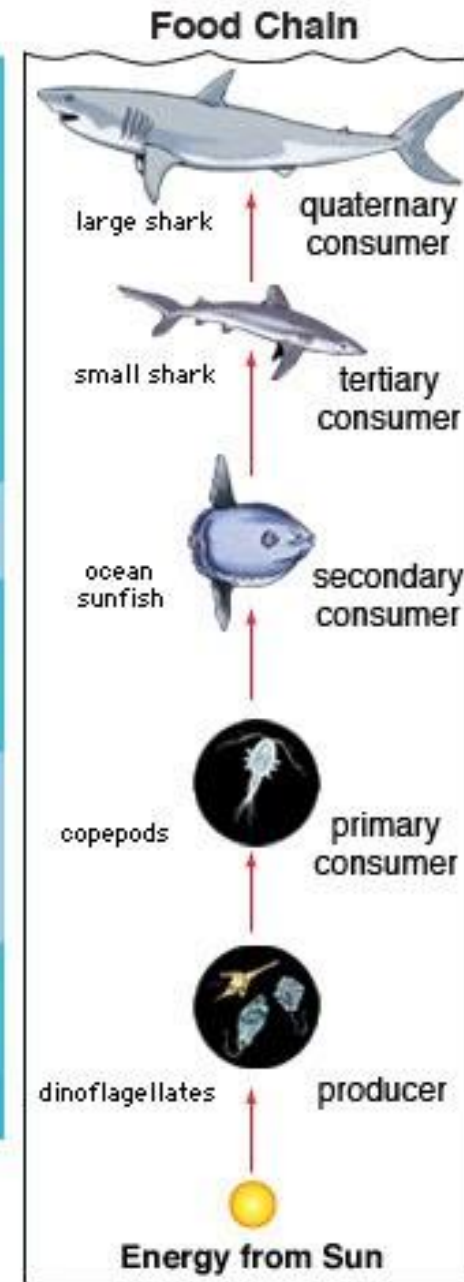 Food Chain
large shark
quaternary
consumer
small shark
tertiary
consumer
ocean
sunfish
secondary
consumer
copepods
primary
consumer
dinoflagellates
producer
Energy from Sun